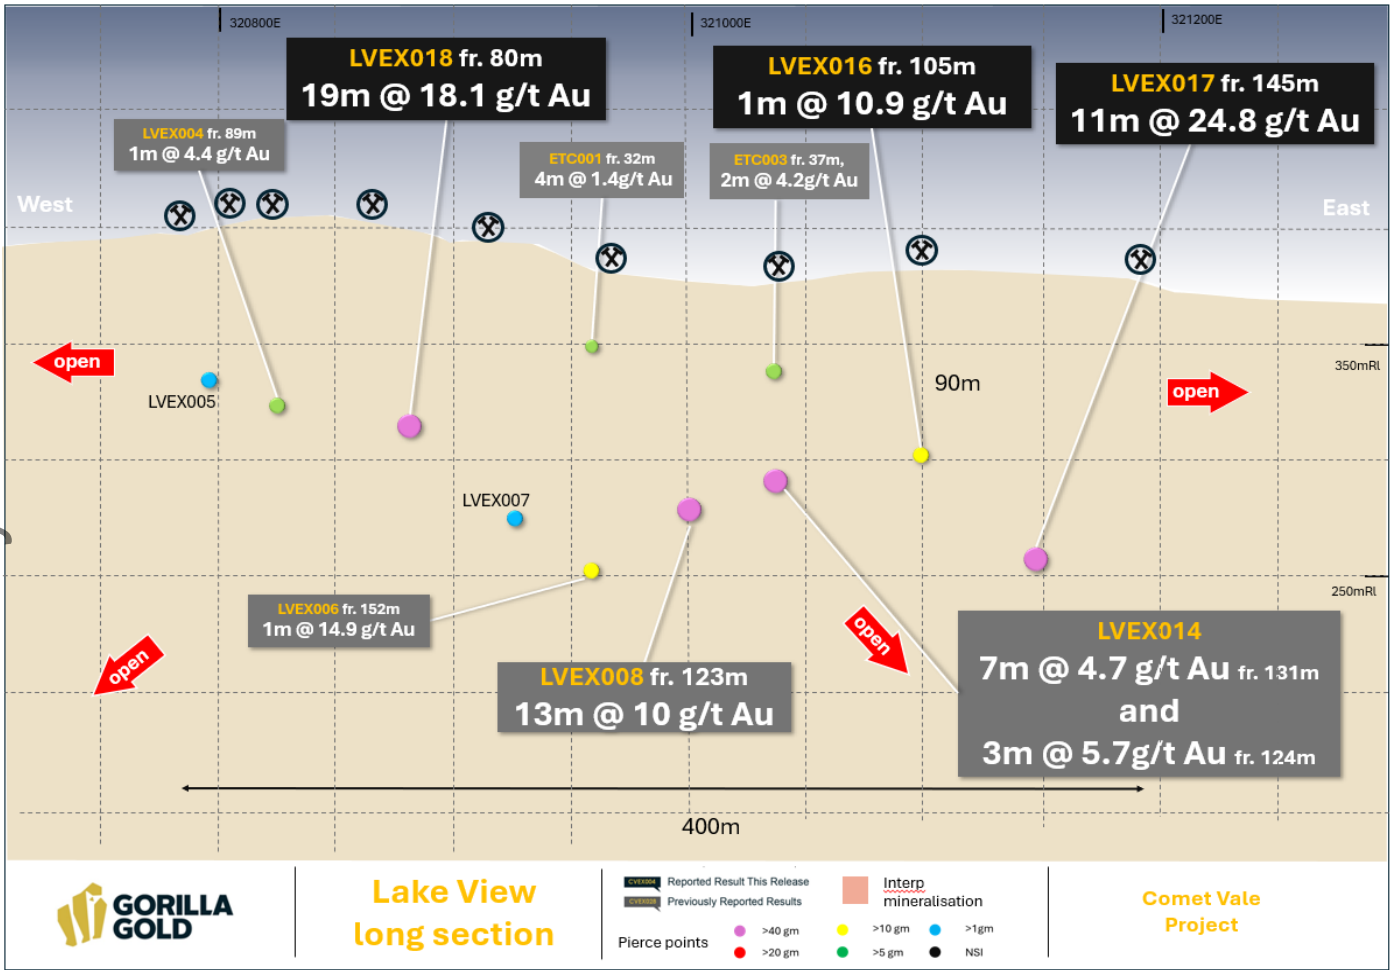 320800E
321000E
321200E
LVEX018 fr. 80m
19m @ 18.1 g/t Au
LVEX016 fr. 105m
1m @ 10.9 g/t Au
LVEX017 fr. 145m
11m @ 24.8 g/t Au
LVEX004 fr. 89m
1m @ 4.4 g/t Au
ETC001 fr. 32m
4m @ 1.4g/t Au
ETC003 fr. 37m,
2m @ 4.2g/t Au
West
East
open
350mRl
LVEX005
90m
open
LVEX007
250mRl
LVEX006 fr. 152m
1m @ 14.9 g/t Au
open
open
LVEX014
7m @ 4.7 g/t Au fr. 131m
and
3m @ 5.7g/t Au fr. 124m
LVEX008 fr. 123m
13m @ 10 g/t Au
400m
GORILLA
GOLD
Lake View
long section
CVEX004 Reported Result This Release
Previously Reported Results
Interp
mineralisation
Pierce points
>40 gm
>10 gm
>1gm
>20 gm
>5 gm
NSI
Comet Vale
Project